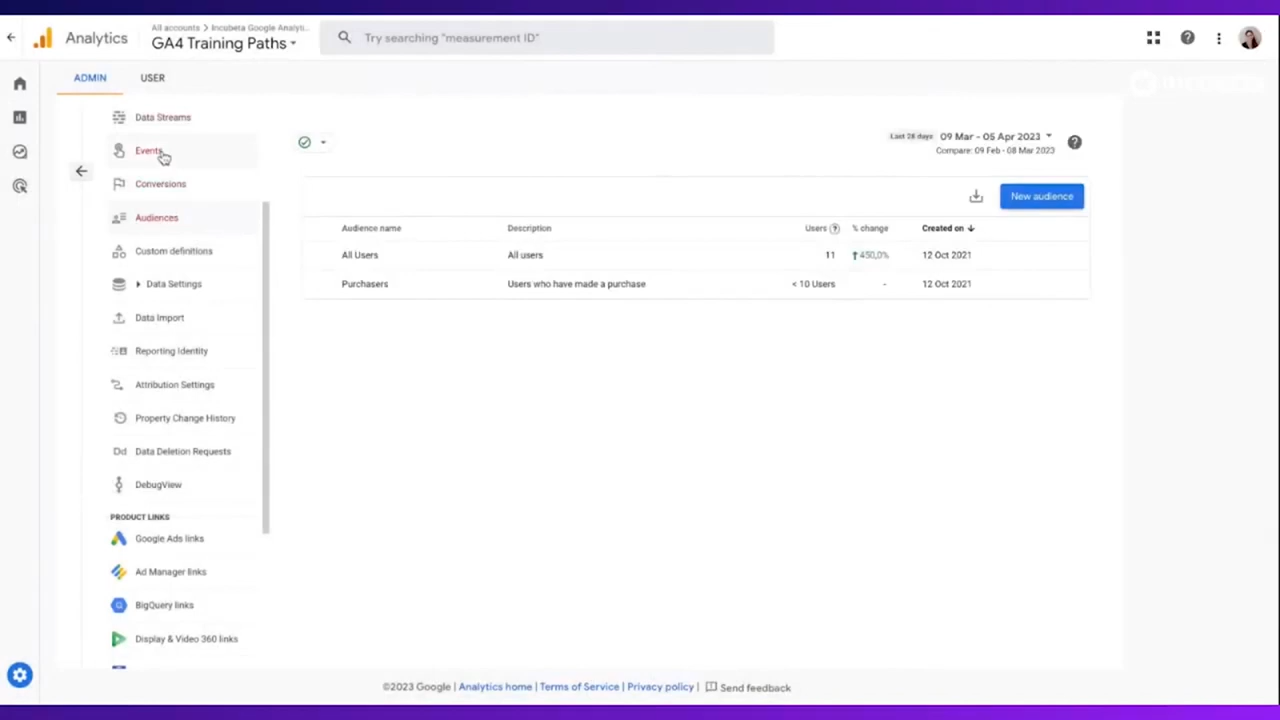 All accounts > Incubeta Google Analyti...
Analytics
GA4 Training Paths
Try searching "measurement ID"
ADMIN
USER
Data Streams
Events
Conversions
Audiences
Custom definitions
Data Settings
Data Import
Reporting Identity
Attribution Settings
Property Change History
Dd Data Deletion Requests
DebugView
PRODUCT LINKS
Google Ads links
Ad Manager links
BigQuery links
Display & Video 360 links
Last 28 days 09 Mar - 05 Apr 2023
Compare: 09 Feb - 08 Mar 2023
New audience
Audience name Description Users % change Created on
All Users All users 11 450,0% 12 Oct 2021
Purchasers Users who have made a purchase < 10 Users - 12 Oct 2021
©2023 Google | Analytics home | Terms of Service | Privacy policy | Send feedback